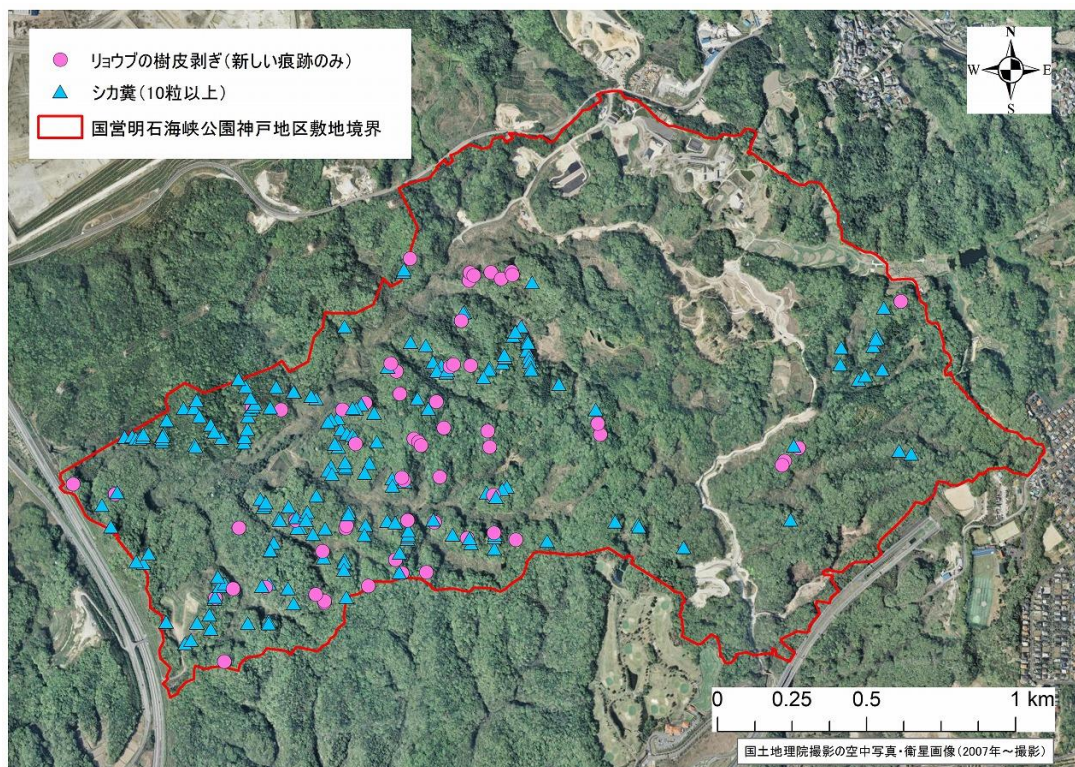 リョウブの樹皮剥ぎ(新しい痕跡のみ)
シカ糞(10粒以上)
国営明石海峡公園神戸地区敷地境界
N
W E
S
0 0.25 0.5 1 km
国土地理院撮影の空中写真・衛星画像(2007年~撮影)